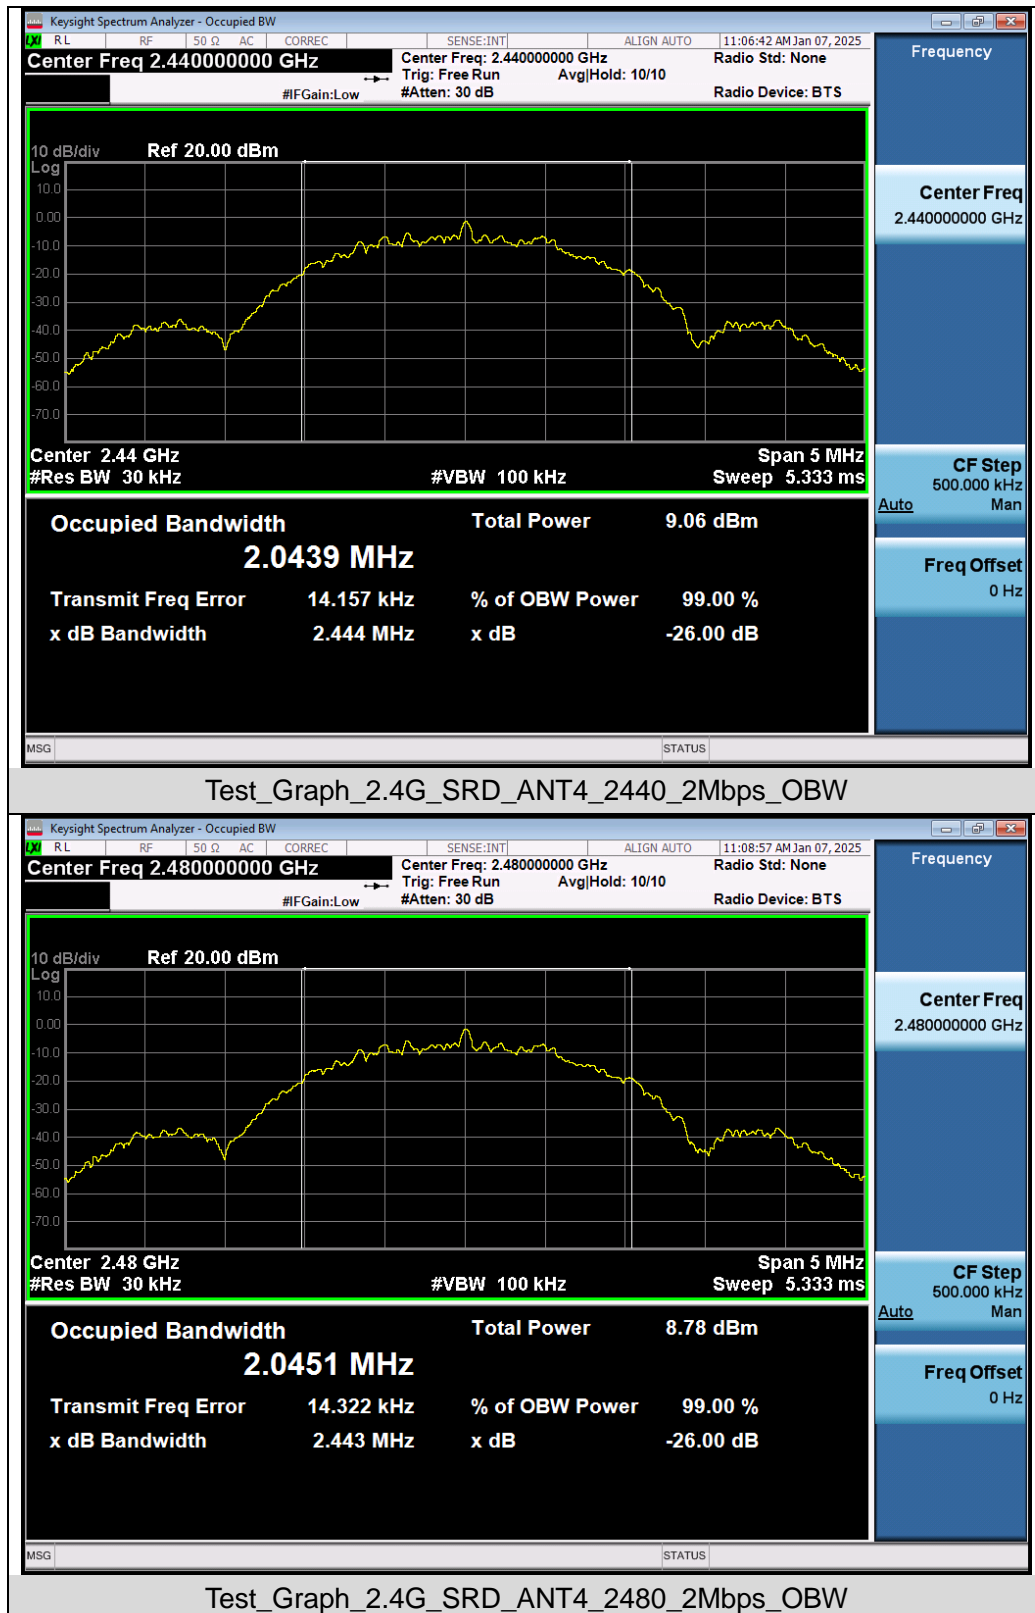 Keysight Spectrum Analyzer - Occupied BW
LXI RL RF 50 Ω AC CORREC SENSE:INT ALIGN AUTO 11:06:42 AM Jan 07, 2025
Center Freq 2.440000000 GHz
Center Freq: 2.440000000 GHz
Radio Std: None
Trig: Free Run Avg|Hold: 10/10
#IFGain:Low
#Atten: 30 dB
Radio Device: BTS
Frequency
10 dB/div Ref 20.00 dBm
Log
10.0
0.00
-10.0
-20.0
-30.0
-40.0
-50.0
-60.0
-70.0
Center Freq
2.440000000 GHz
Center 2.44 GHz Span 5 MHz
#Res BW 30 kHz #VBW 100 kHz Sweep 5.333 ms
CF Step
500.000 kHz
Auto Man
Occupied Bandwidth Total Power 9.06 dBm
2.0439 MHz
Transmit Freq Error 14.157 kHz % of OBW Power 99.00 %
x dB Bandwidth 2.444 MHz x dB -26.00 dB
Freq Offset
0 Hz
MSG STATUS
Test_Graph_2.4G_SRD_ANT4_2440_2Mbps_OBW
Keysight Spectrum Analyzer - Occupied BW
LXI RL RF 50 Ω AC CORREC SENSE:INT ALIGN AUTO 11:08:57 AM Jan 07, 2025
Center Freq 2.480000000 GHz
Center Freq: 2.480000000 GHz
Radio Std: None
Trig: Free Run Avg|Hold: 10/10
#IFGain:Low
#Atten: 30 dB
Radio Device: BTS
Frequency
10 dB/div Ref 20.00 dBm
Log
10.0
0.00
-10.0
-20.0
-30.0
-40.0
-50.0
-60.0
-70.0
Center Freq
2.480000000 GHz
Center 2.48 GHz Span 5 MHz
#Res BW 30 kHz #VBW 100 kHz Sweep 5.333 ms
CF Step
500.000 kHz
Auto Man
Occupied Bandwidth Total Power 8.78 dBm
2.0451 MHz
Transmit Freq Error 14.322 kHz % of OBW Power 99.00 %
x dB Bandwidth 2.443 MHz x dB -26.00 dB
Freq Offset
0 Hz
MSG STATUS
Test_Graph_2.4G_SRD_ANT4_2480_2Mbps_OBW